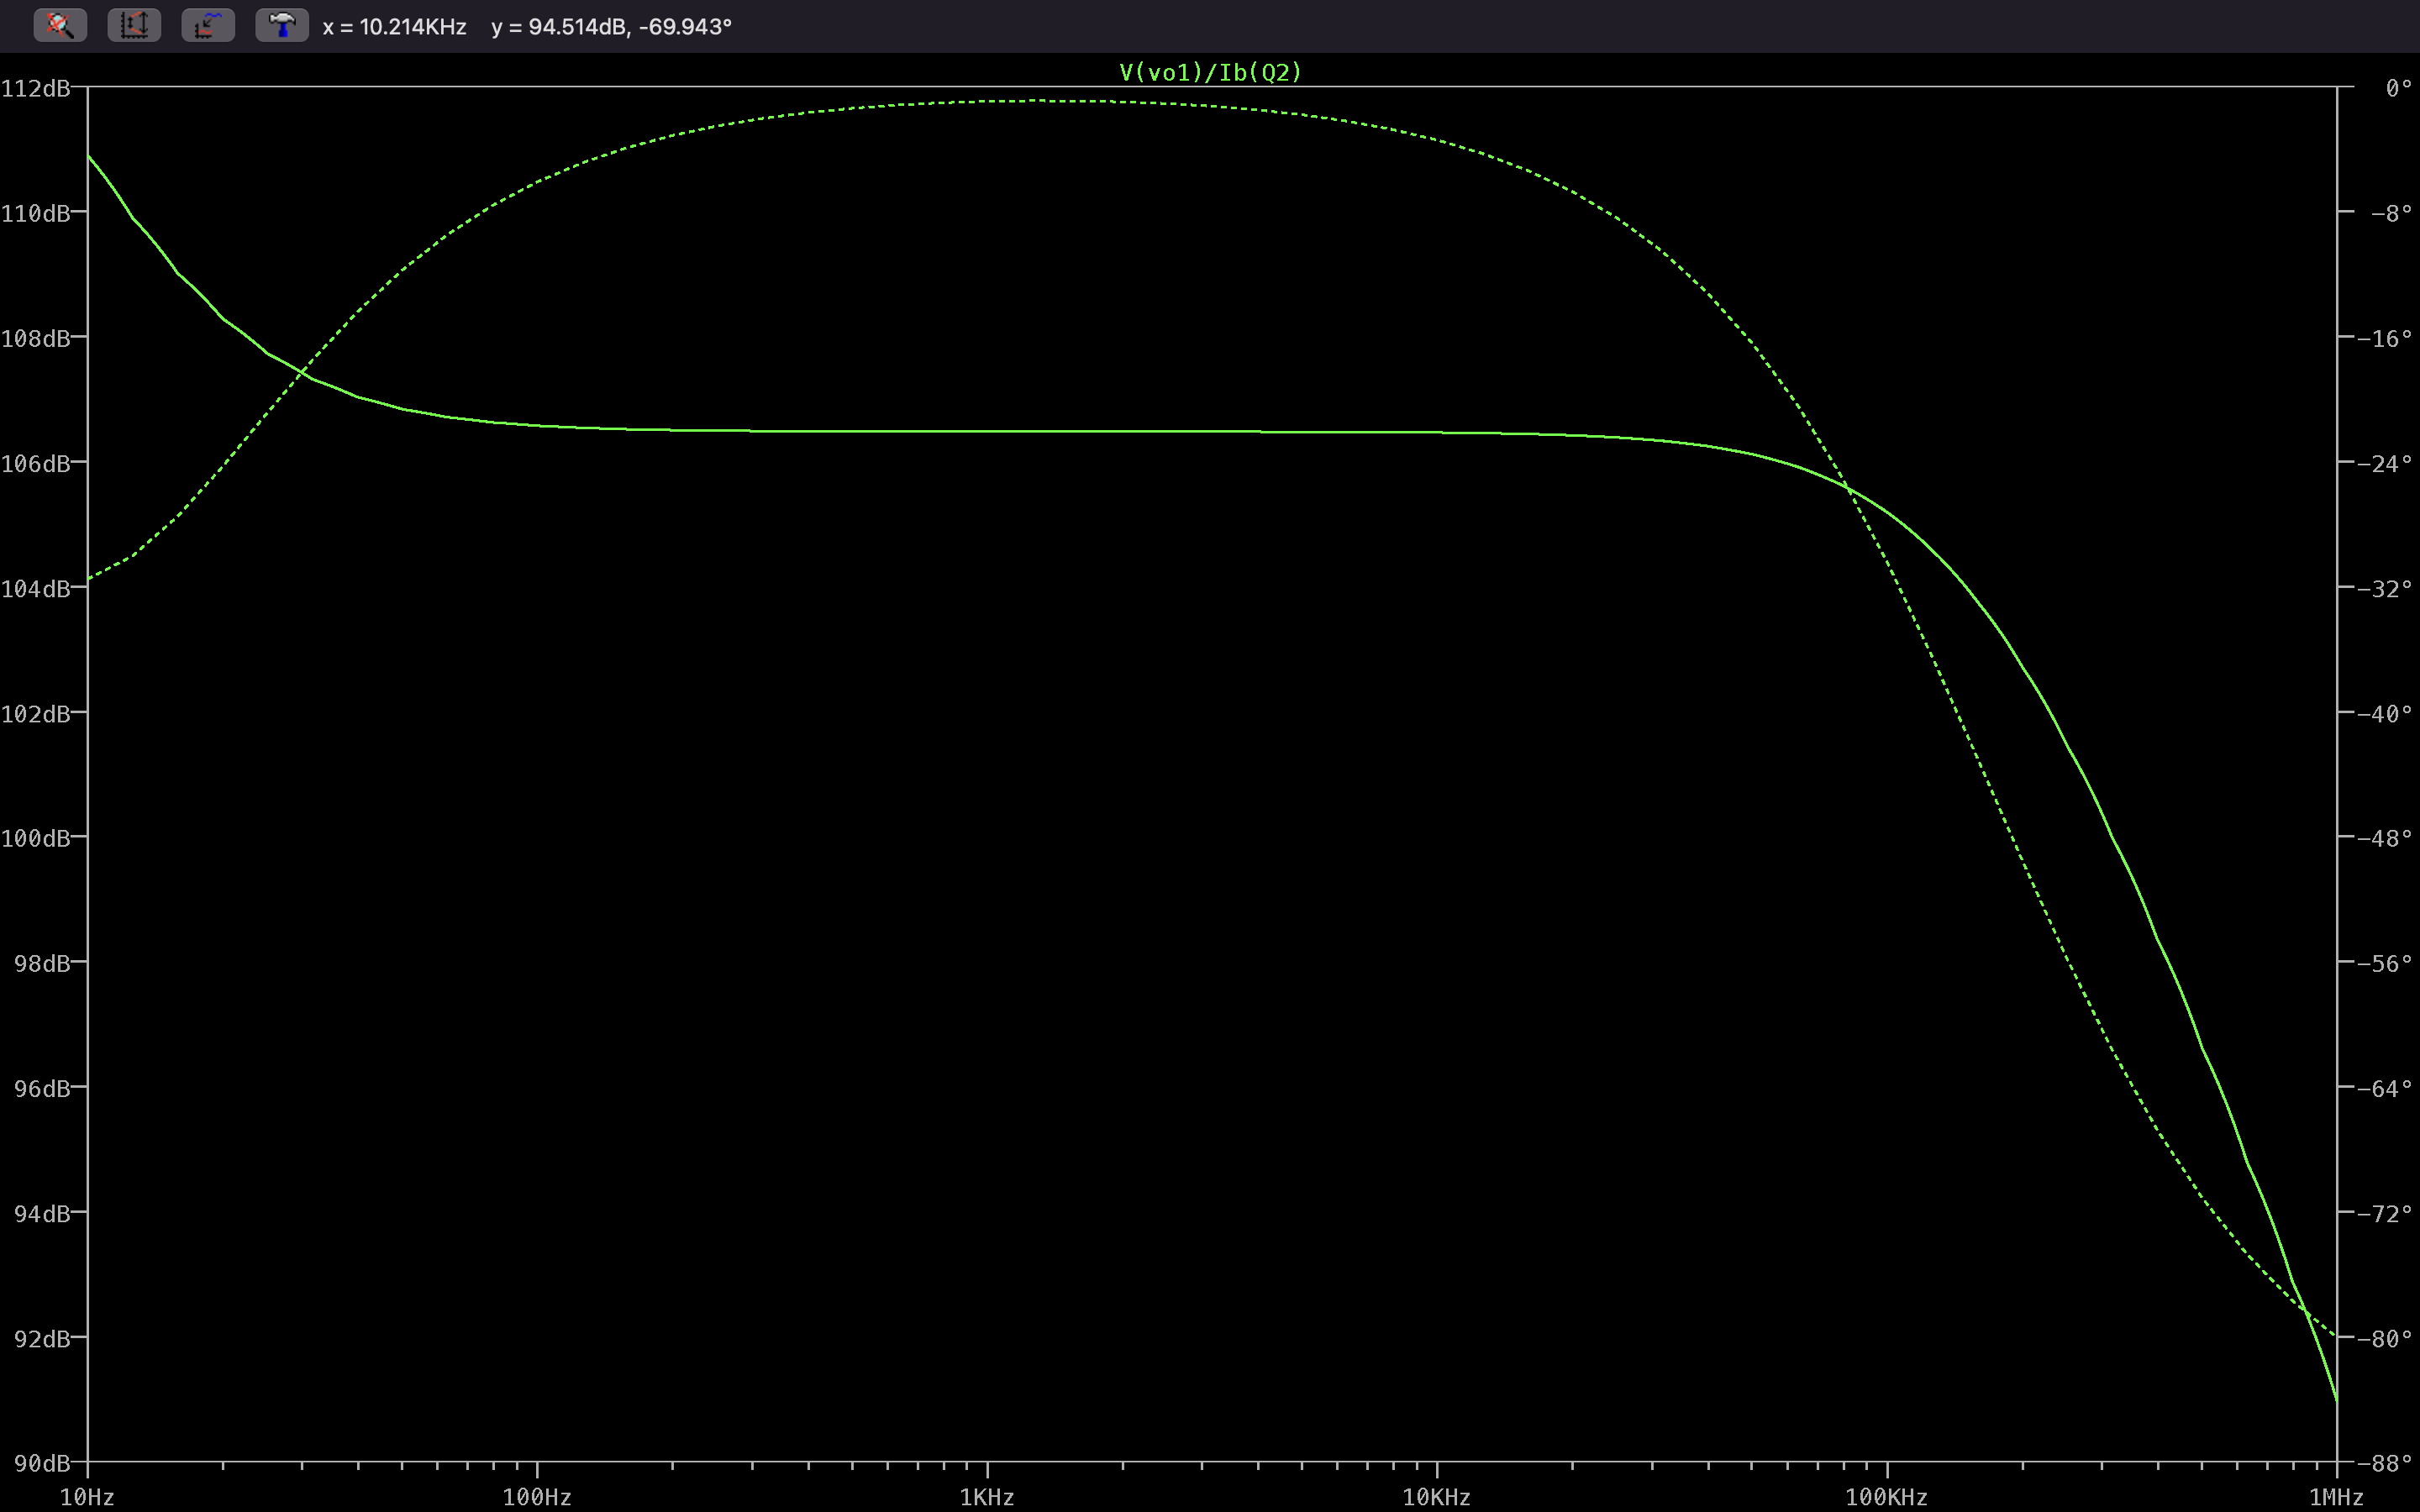 x = 10.214KHz y = 94.514dB, -69.943°
V(vo1)/Ib(Q2)
112dB 0°
110dB -8°
108dB -16°
106dB -24°
104dB -32°
102dB -40°
100dB -48°
98dB -56°
96dB -64°
94dB -72°
92dB -80°
90dB -88°
10Hz 100Hz 1KHz 10KHz 100KHz 1MHz